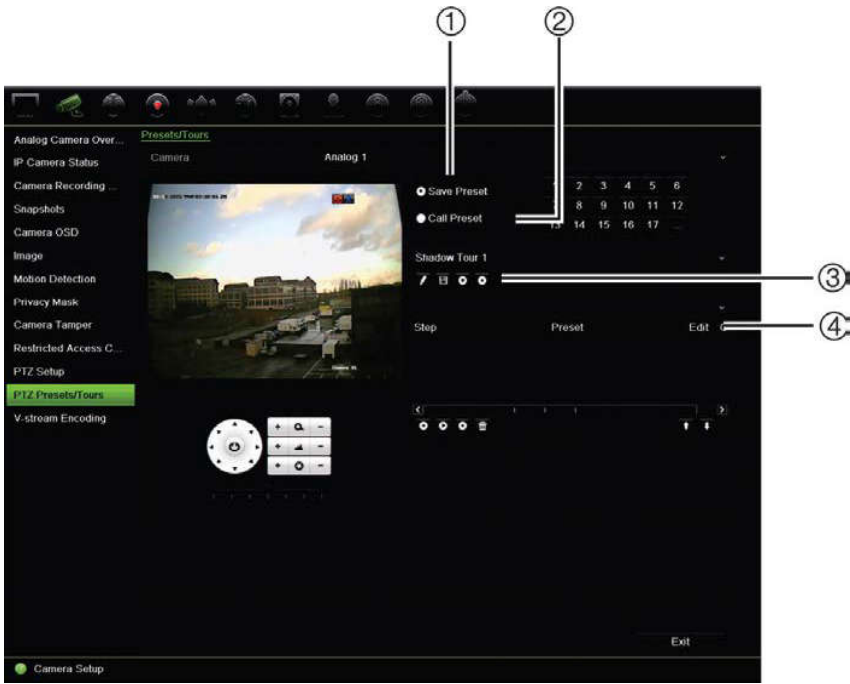 ① ②
Presets/Tours
Analog Camera Over...
IP Camera Status
Camera Recording ...
Snapshots
Camera OSD
Image
Motion Detection
Privacy Mask
Camera Tamper
Restricted Access C...
PTZ Setup
PTZ Presets/Tours
V-stream Encoding
Camera Analog 1
Save Preset
Call Preset
2 3 4 5 6
8 9 10 11 12
13 14 15 16 17
Shadow Tour 1
③
Step Preset Edit
④
Exit
Camera Setup